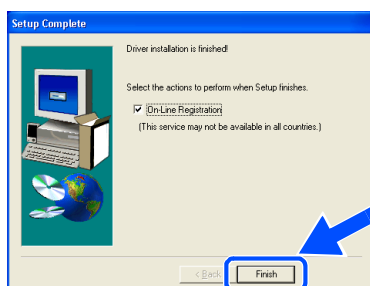 Setup Complete
Driver installation is finished!
Select the actions to perform when Setup finishes.
On-Line Registration
(This service may not be available in all countries.)
< Back
Finish